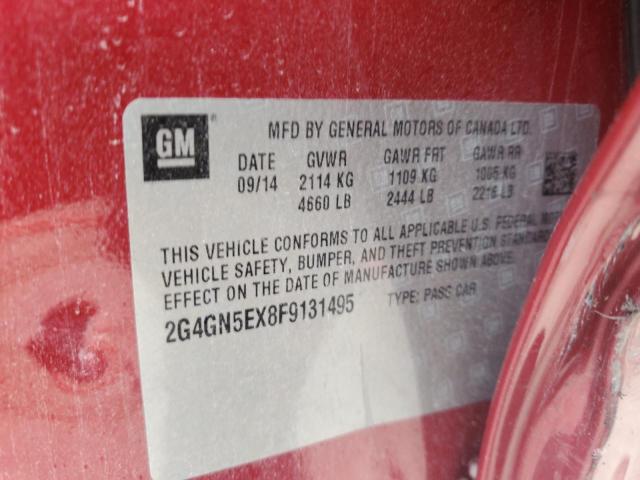 GM
MFD BY GENERAL MOTORS OF CANADA LTD.
DATE GVWR GAWR FRT GAWR RR
09/14 2114 KG 1109 KG 1005 KG
4660 LB 2444 LB 2216 LB
THIS VEHICLE CONFORMS TO ALL APPLICABLE U.S. FEDERAL MOTOR
VEHICLE SAFETY, BUMPER, AND THEFT PREVENTION STANDARDS
EFFECT ON THE DATE OF MANUFACTURE SHOWN ABOVE.
2G4GN5EX8F9131495 TYPE: PASS CAR